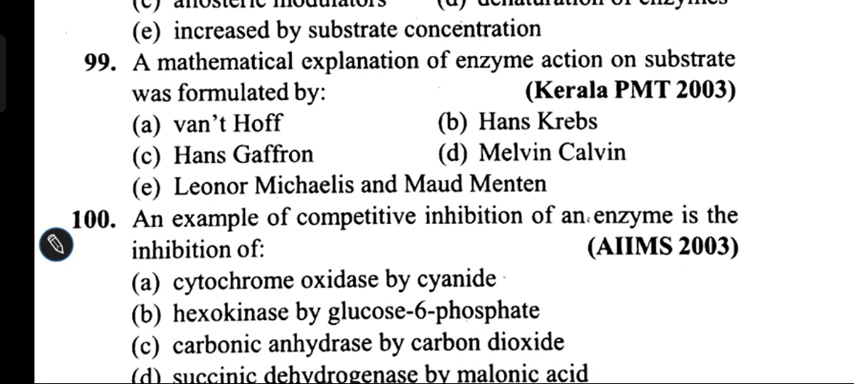 (e) increased by substrate concentration
99. A mathematical explanation of enzyme action on substrate
was formulated by: (Kerala PMT 2003)
(a) van't Hoff (b) Hans Krebs
(c) Hans Gaffron (d) Melvin Calvin
(e) Leonor Michaelis and Maud Menten
100. An example of competitive inhibition of an enzyme is the
inhibition of: (AIIMS 2003)
(a) cytochrome oxidase by cyanide
(b) hexokinase by glucose-6-phosphate
(c) carbonic anhydrase by carbon dioxide
(d) succinic dehydrogenase by malonic acid